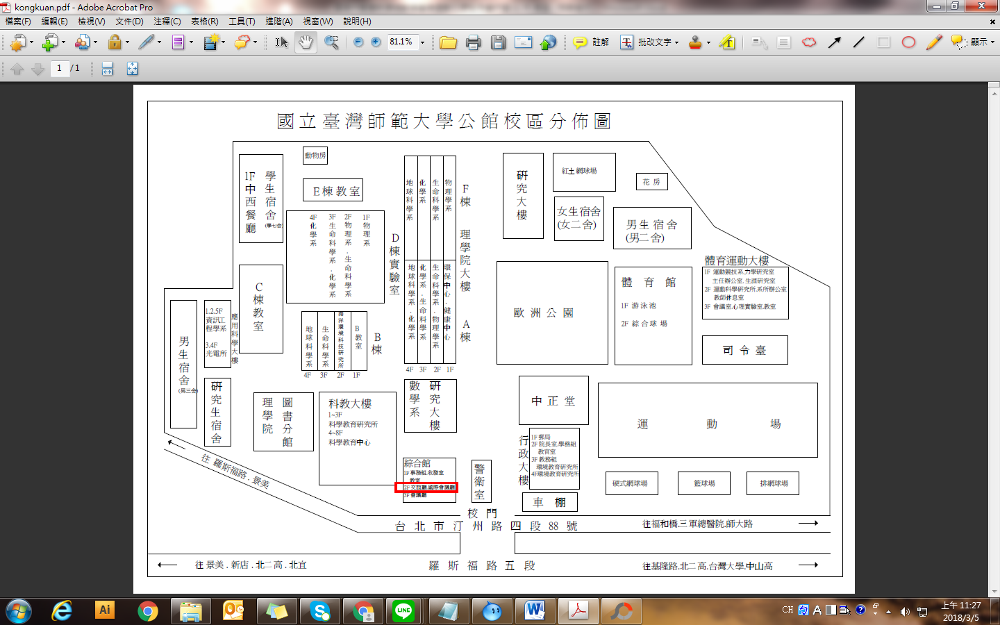 kongkuan.pdf - Adobe Acrobat Pro
檔案(F) 編輯(E) 檢視(V) 文件(D) 注釋(C) 表格(R) 工具(T) 進階(A) 視窗(W) 說明(H)
81.1% 註解 批改文字 顯示
1 / 1
國立臺灣師範大學公館校區分佈圖
動物房
學生宿舍
(學七舍)
1F中西餐廳
E棟教室
4F化學系
3F生命科學系.化學系
2F物理系.生命科學系
1F物理系
D棟實驗室
地球科學系
化學系
生命科學系
物理系
F棟
理學院大樓
地球科學系.化學系
化學系.生命科學系
生命科學系.物理系
環保中心.健康中心
A棟
4F 3F 2F 1F
研究大樓
紅土網球場
花房
女生宿舍
(女二舍)
男生宿舍
(男二舍)
體育運動大樓
1F 運動競技系,力學研究室
主任辦公室.生涯研究室
2F 運動科學研究所,系所辦公室
教師休息室
3F 會議室,心理實驗室,教室
歐洲公園
體育館
1F 游泳池
2F 綜合球場
司令臺
C棟教室
男生宿舍
(男三舍)
1.2.5F
資訊工
程學系
3.4F
光電所
應用科學大樓
地球科學系
生命科學系
海洋環境科技研究所
B教室
B棟
4F 3F 2F 1F
研究生宿舍
理學院
圖書分館
科教大樓
1~3F
科學教育研究所
4~8F
科學教育中心
數學系
研究大樓
中正堂
運動場
行政大樓
1F 郵局
2F 院長室.學務組
教官室
3F 教務組
環境教育研究所
4F環境教育研究所
綜合館
1F 事務組.收發室
教室
2F 交誼廳.國際會議廳
3F 會議廳
警衛室
車棚
硬式網球場
籃球場
排網球場
往 羅斯福路.景美
校門
台北市汀州路四段88號
往福和橋.三軍總醫院.師大路
往 景美.新店.北二高.北宜
羅斯福路五段
往基隆路.北二高.台灣大學.中山高
Ai
LINE
W
CH
上午 11:27
2018/3/5